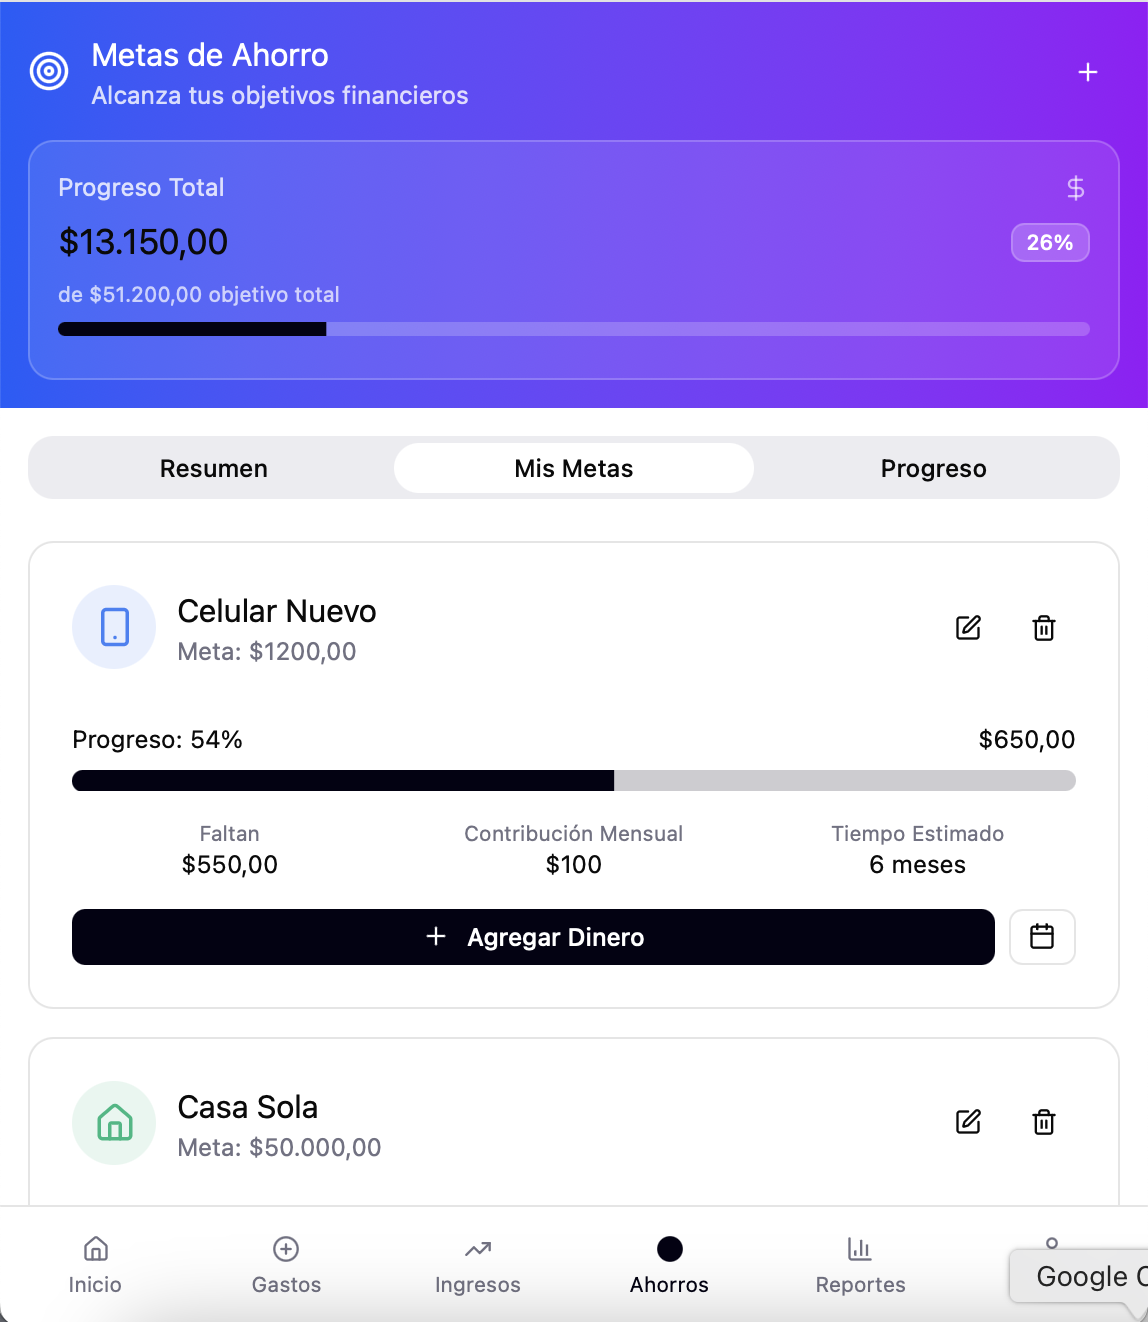 Metas de Ahorro
Alcanza tus objetivos financieros
Progreso Total
$
$13.150,00
26%
de $51.200,00 objetivo total
Resumen
Mis Metas
Progreso
Celular Nuevo
Meta: $1200,00
Progreso: 54%
$650,00
Faltan
$550,00
Contribución Mensual
$100
Tiempo Estimado
6 meses
+ Agregar Dinero
Casa Sola
Meta: $50.000,00
Inicio
Gastos
Ingresos
Ahorros
Reportes
Google